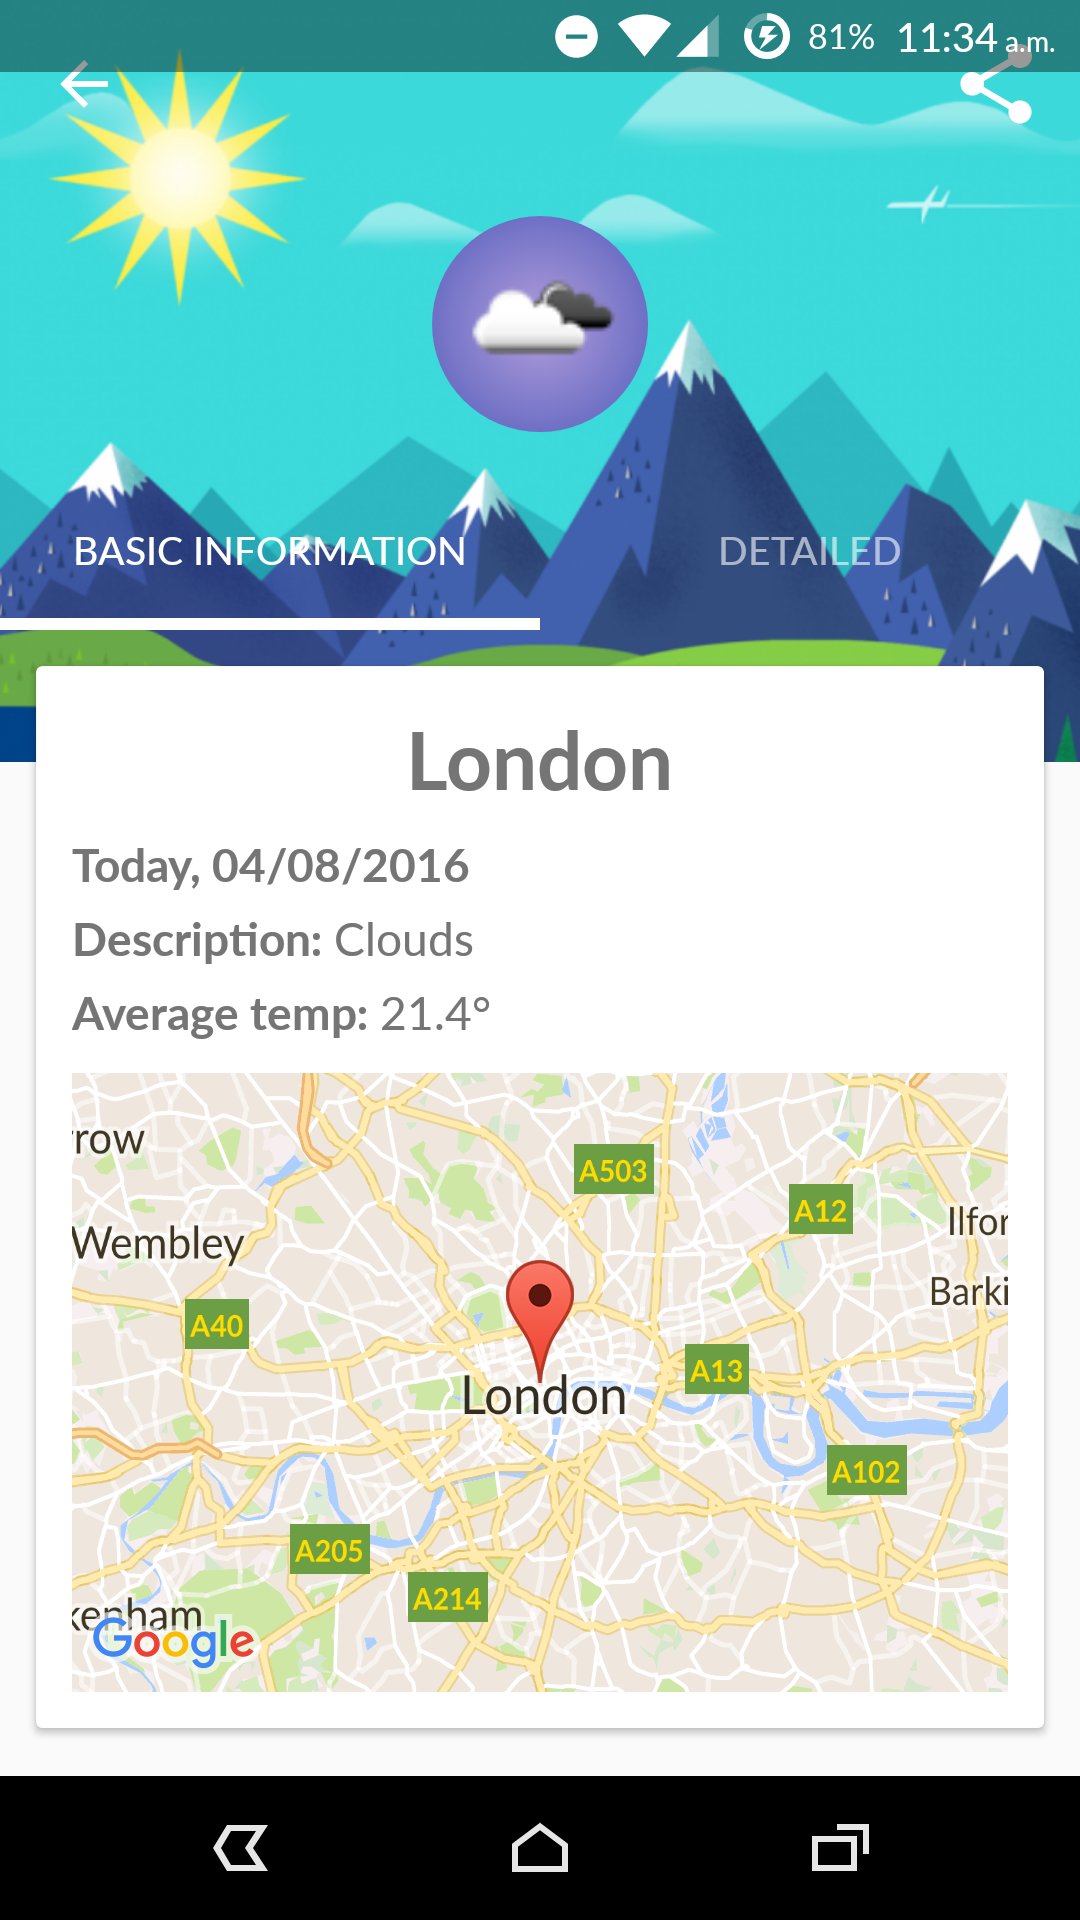 81% 11:34 a.m.
BASIC INFORMATION DETAILED
London
Today, 04/08/2016
Description: Clouds
Average temp: 21.4°
rrow
A503
A12
Ilfor
Wembley
Barki
A40
A13
London
A102
A205
A214
kenham
Google